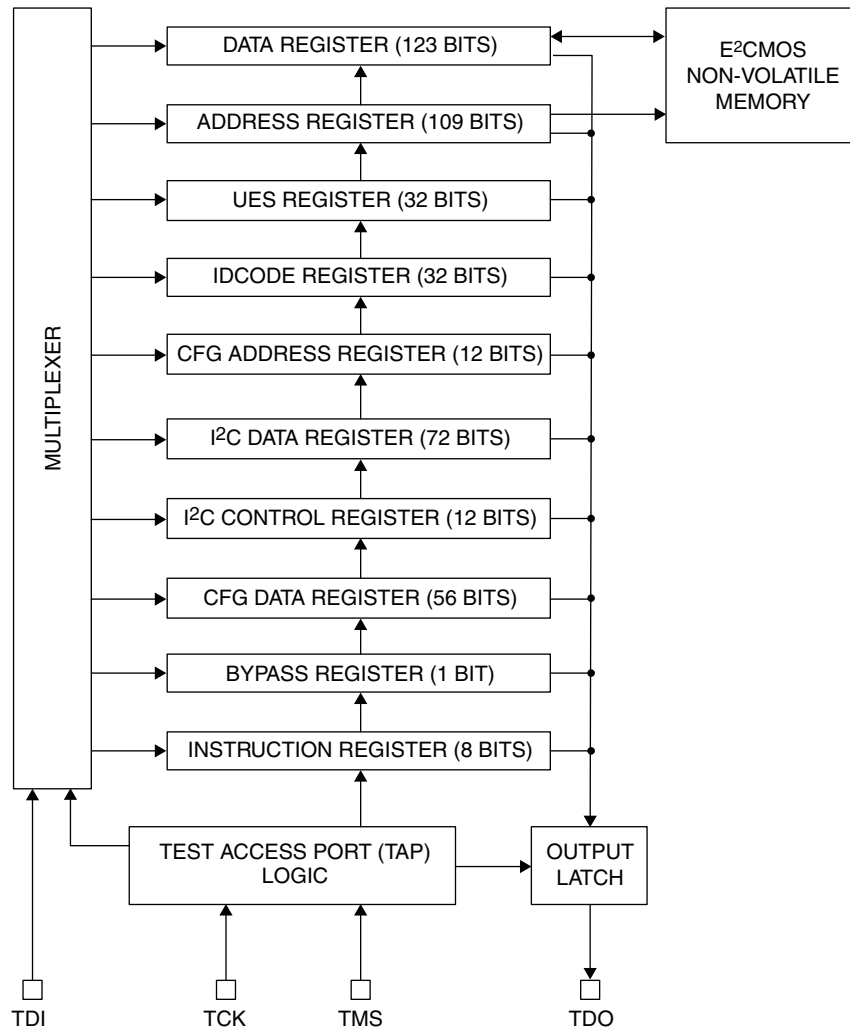 DATA REGISTER (123 BITS)
E²CMOS
NON-VOLATILE
MEMORY
ADDRESS REGISTER (109 BITS)
UES REGISTER (32 BITS)
IDCODE REGISTER (32 BITS)
CFG ADDRESS REGISTER (12 BITS)
MULTIPLEXER
I²C DATA REGISTER (72 BITS)
I²C CONTROL REGISTER (12 BITS)
CFG DATA REGISTER (56 BITS)
BYPASS REGISTER (1 BIT)
INSTRUCTION REGISTER (8 BITS)
TEST ACCESS PORT (TAP)
LOGIC
OUTPUT
LATCH
TDI
TCK
TMS
TDO